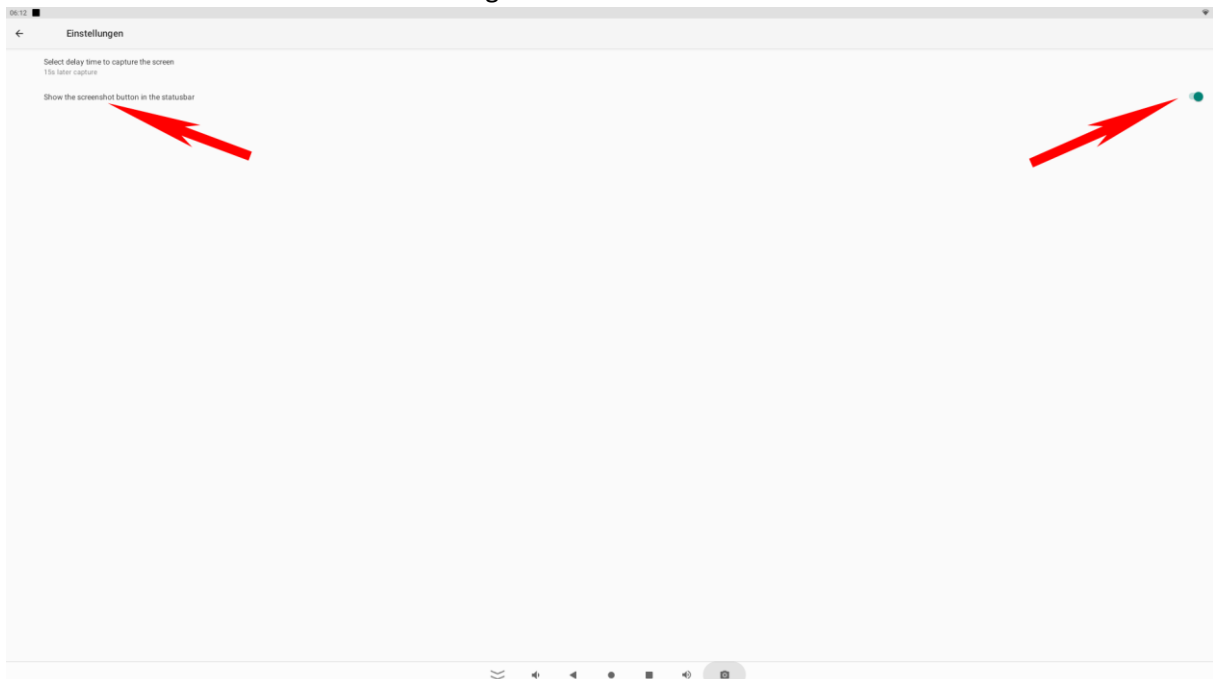 06:12
Einstellungen
Select delay time to capture the screen
15s later capture
Show the screenshot button in the statusbar